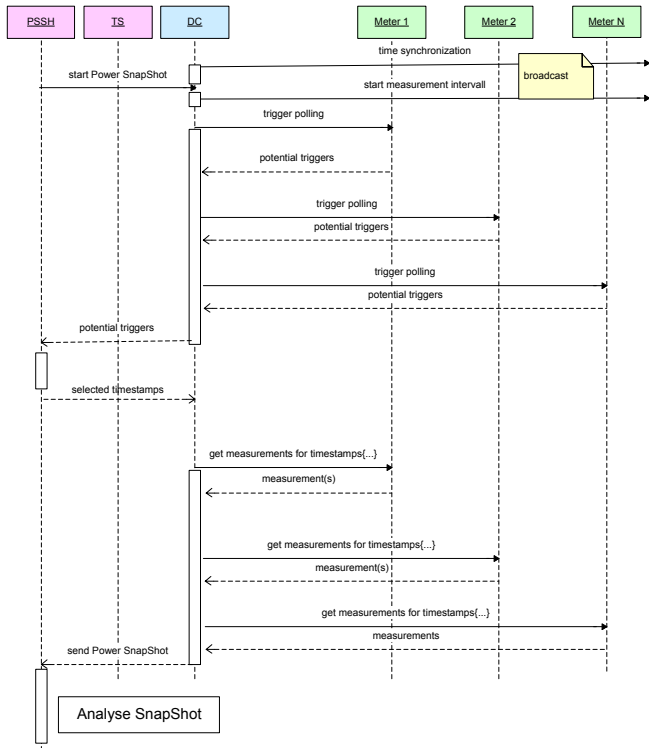 PSSH
TS
DC
Meter 1
Meter 2
Meter N
time synchronization
broadcast
start Power SnapShot
start measurement intervall
trigger polling
potential triggers
trigger polling
potential triggers
trigger polling
potential triggers
potential triggers
selected timestamps
get measurements for timestamps{...}
measurement(s)
get measurements for timestamps{...}
measurement(s)
get measurements for timestamps{...}
measurements
send Power SnapShot
Analyse SnapShot